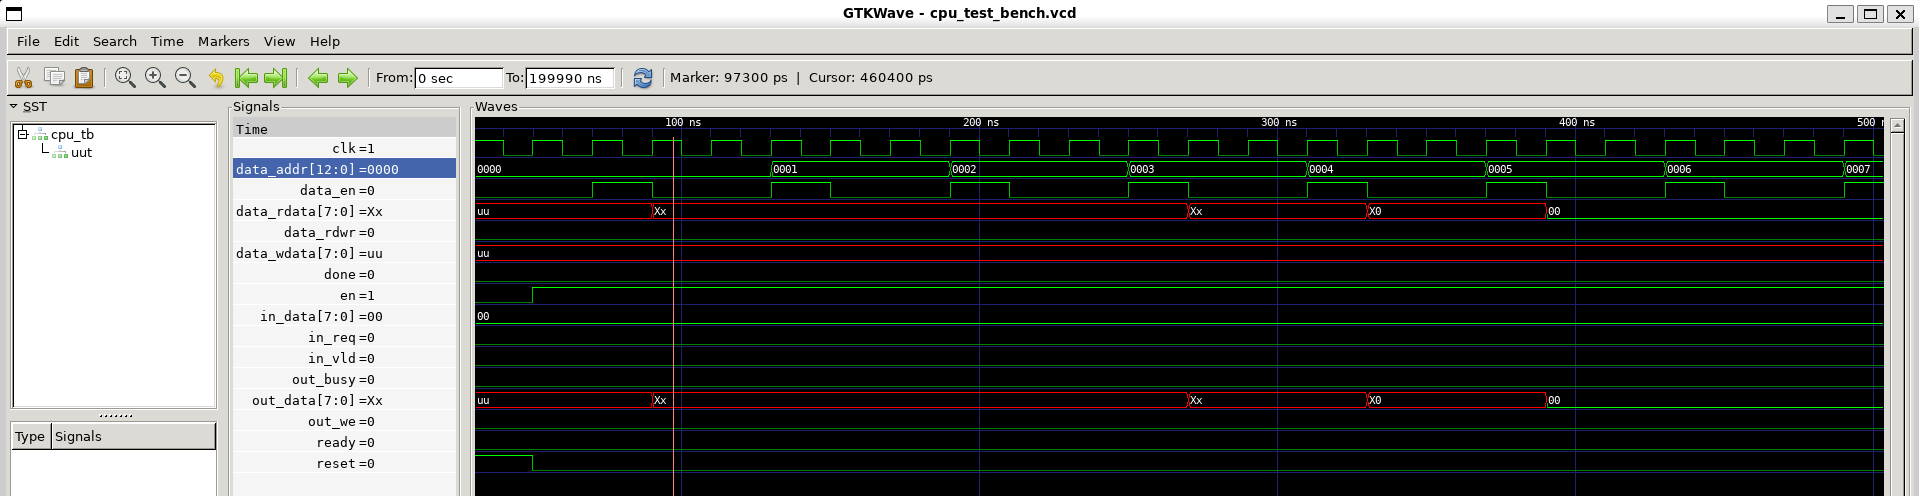 GTKWave - cpu_test_bench.vcd
File Edit Search Time Markers View Help
From: 0 sec To: 199990 ns Marker: 97300 ps | Cursor: 460400 ps
SST
cpu_tb
uut
Type Signals
Signals
Time
clk=1
data_addr[12:0]=0000
data_en=0
data_rdata[7:0]=Xx
data_rdwr=0
data_wdata[7:0]=uu
done=0
en=1
in_data[7:0]=00
in_req=0
in_vld=0
out_busy=0
out_data[7:0]=Xx
out_we=0
ready=0
reset=0
Waves
100 ns 200 ns 300 ns 400 ns 500
0000 0001 0002 0003 0004 0005 0006 0007
uu Xx Xx X0 00
uu
00
uu Xx Xx X0 00